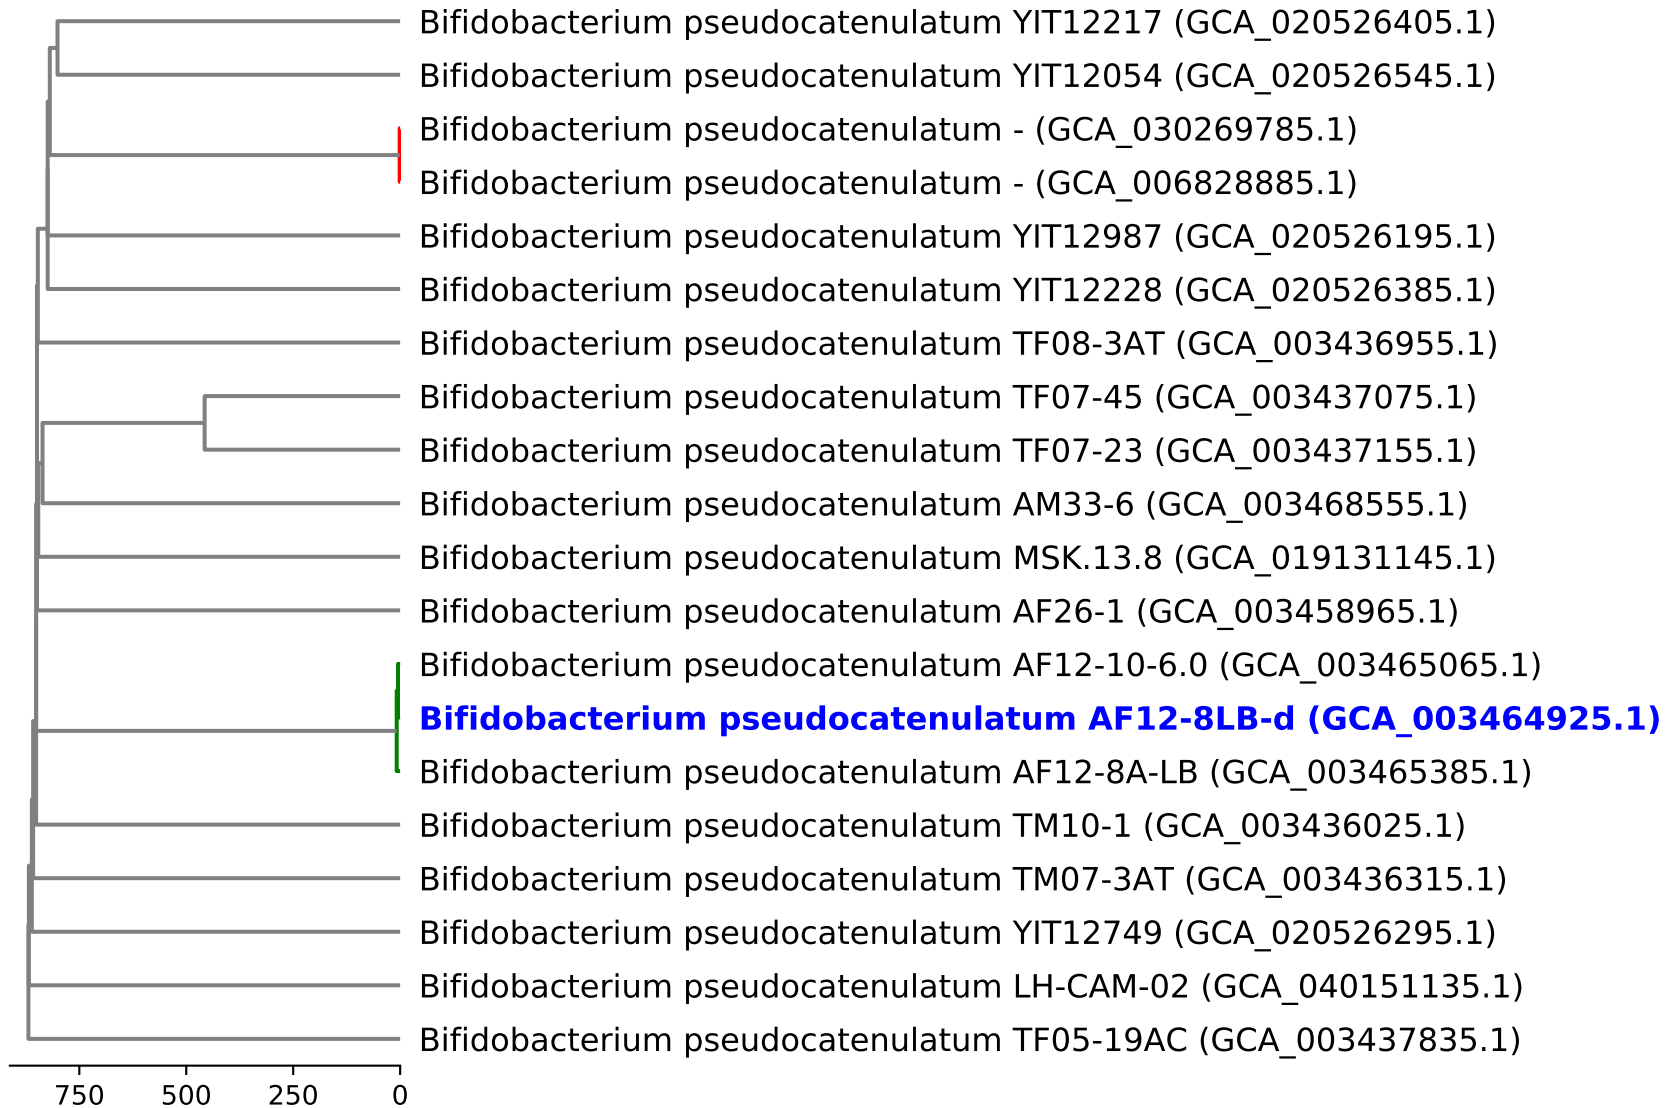 Bifidobacterium pseudocatenulatum YIT12217 (GCA_020526405.1)
Bifidobacterium pseudocatenulatum YIT12054 (GCA_020526545.1)
Bifidobacterium pseudocatenulatum - (GCA_030269785.1)
Bifidobacterium pseudocatenulatum - (GCA_006828885.1)
Bifidobacterium pseudocatenulatum YIT12987 (GCA_020526195.1)
Bifidobacterium pseudocatenulatum YIT12228 (GCA_020526385.1)
Bifidobacterium pseudocatenulatum TF08-3AT (GCA_003436955.1)
Bifidobacterium pseudocatenulatum TF07-45 (GCA_003437075.1)
Bifidobacterium pseudocatenulatum TF07-23 (GCA_003437155.1)
Bifidobacterium pseudocatenulatum AM33-6 (GCA_003468555.1)
Bifidobacterium pseudocatenulatum MSK.13.8 (GCA_019131145.1)
Bifidobacterium pseudocatenulatum AF26-1 (GCA_003458965.1)
Bifidobacterium pseudocatenulatum AF12-10-6.0 (GCA_003465065.1)
Bifidobacterium pseudocatenulatum AF12-8LB-d (GCA_003464925.1)
Bifidobacterium pseudocatenulatum AF12-8A-LB (GCA_003465385.1)
Bifidobacterium pseudocatenulatum TM10-1 (GCA_003436025.1)
Bifidobacterium pseudocatenulatum TM07-3AT (GCA_003436315.1)
Bifidobacterium pseudocatenulatum YIT12749 (GCA_020526295.1)
Bifidobacterium pseudocatenulatum LH-CAM-02 (GCA_040151135.1)
Bifidobacterium pseudocatenulatum TF05-19AC (GCA_003437835.1)
750 500 250 0